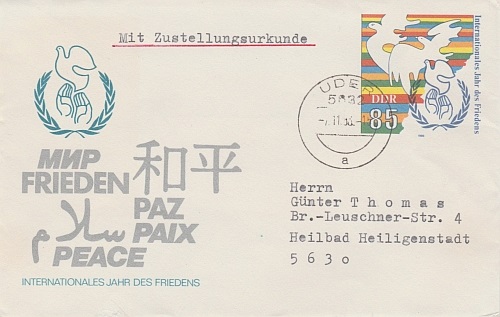 Mit Zustellungsurkunde
Internationales Jahr des Friedens
DDR
85
UDER
a
МИР
和平
FRIEDEN
PAZ
سلام
PAIX
PEACE
INTERNATIONALES JAHR DES FRIEDENS
Herrn
Günter Thomas
Br.-Leuschner-Str. 4
Heilbad Heiligenstadt
5630